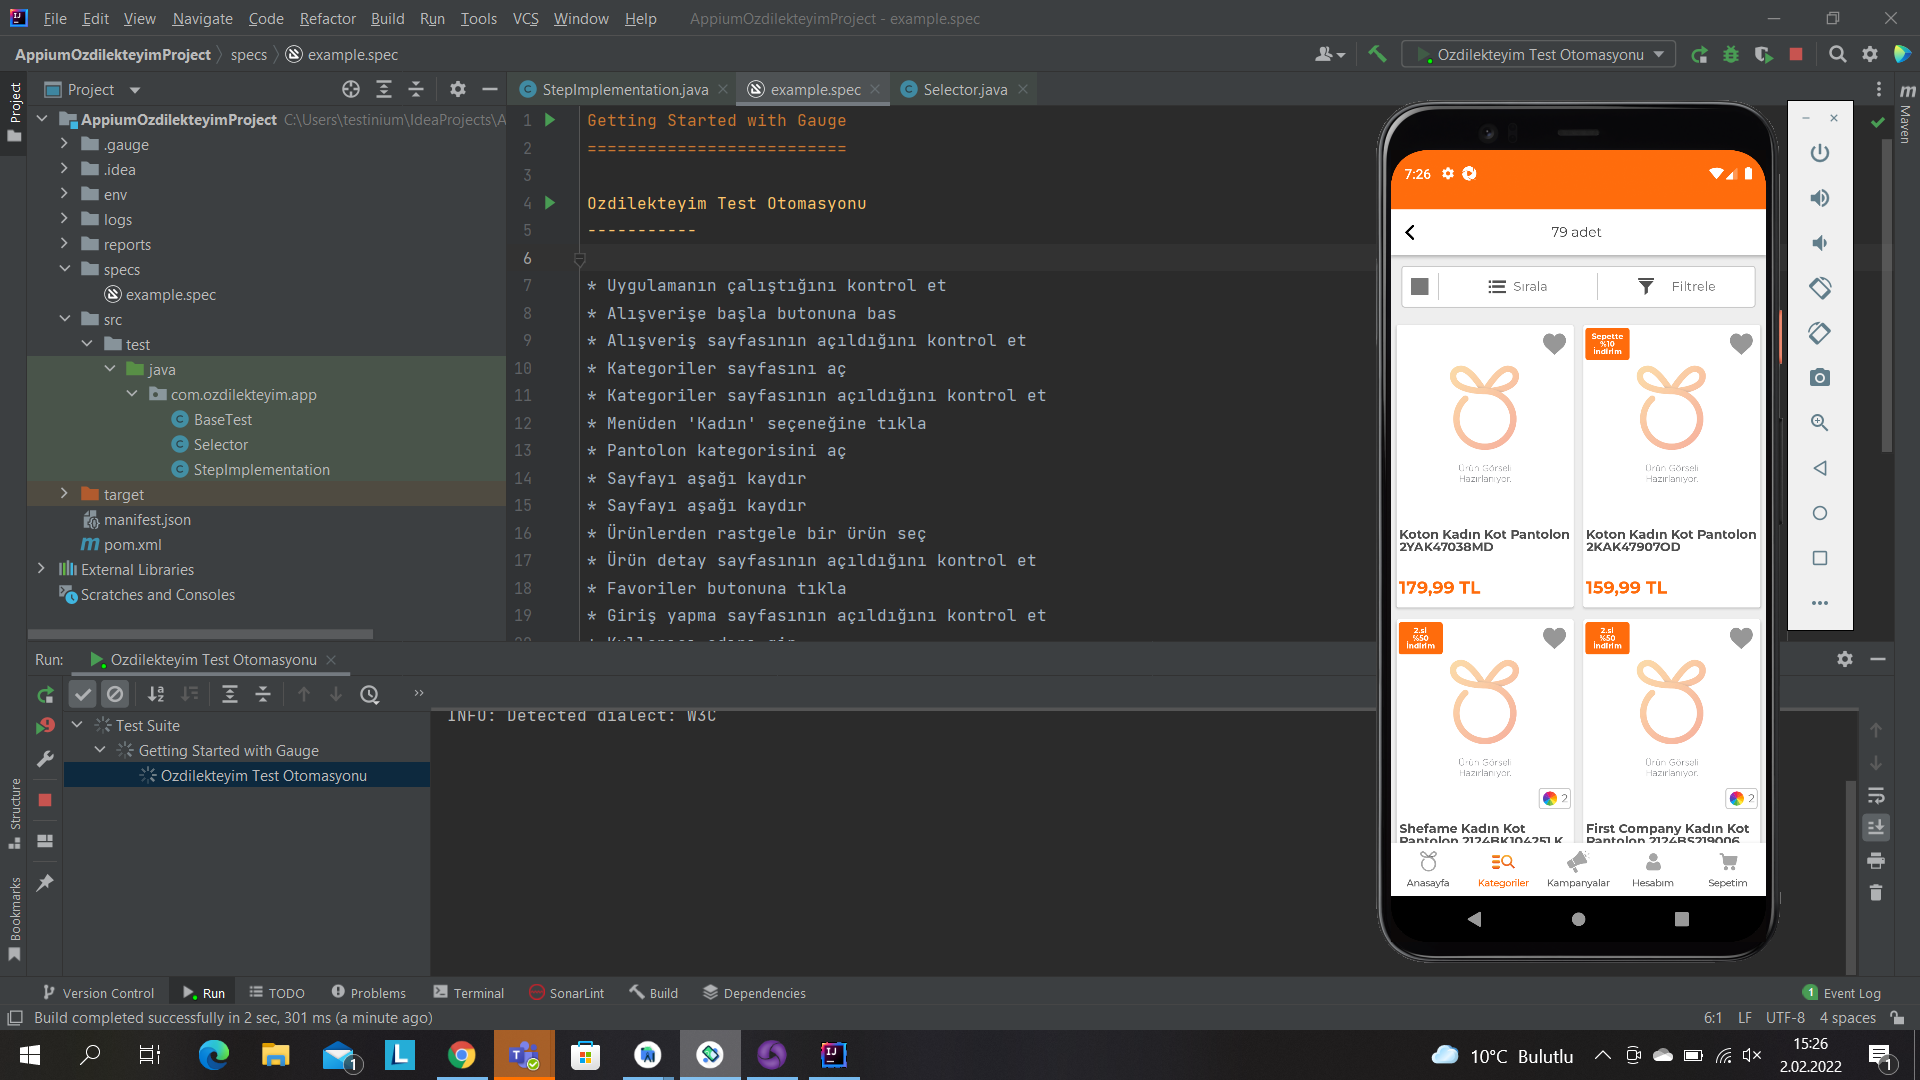 File Edit View Navigate Code Refactor Build Run Tools VCS Window Help AppiumOzdilekteyimProject - example.spec
AppiumOzdilekteyimProject specs example.spec
Ozdilekteyim Test Otomasyonu
Project
StepImplementation.java example.spec Selector.java
Project
Maven
AppiumOzdilekteyimProject C:\Users\testinium\IdeaProjects\A
.gauge
.idea
env
logs
reports
specs
example.spec
src
test
java
com.ozdilekteyim.app
BaseTest
Selector
StepImplementation
target
manifest.json
pom.xml
External Libraries
Scratches and Consoles
1 Getting Started with Gauge
2 ==========================
3
4 Ozdilekteyim Test Otomasyonu
5 -----------
6
7 * Uygulamanın çalıştığını kontrol et
8 * Alışverişe başla butonuna bas
9 * Alışveriş sayfasının açıldığını kontrol et
10 * Kategoriler sayfasını aç
11 * Kategoriler sayfasının açıldığını kontrol et
12 * Menüden 'Kadın' seçeneğine tıkla
13 * Pantolon kategorisini aç
14 * Sayfayı aşağı kaydır
15 * Sayfayı aşağı kaydır
16 * Ürünlerden rastgele bir ürün seç
17 * Ürün detay sayfasının açıldığını kontrol et
18 * Favoriler butonuna tıkla
19 * Giriş yapma sayfasının açıldığını kontrol et
7:26
79 adet
Sırala Filtrele
Sepette
%10
İndirim
Ürün Görseli
Hazırlanıyor.
Ürün Görseli
Hazırlanıyor.
Koton Kadın Kot Pantolon
2YAK47038MD
179,99 TL
Koton Kadın Kot Pantolon
2KAK47907OD
159,99 TL
2.si
%50
İndirim
2.si
%50
İndirim
Ürün Görseli
Hazırlanıyor.
Ürün Görseli
Hazırlanıyor.
2
2
Shefame Kadın Kot
Pantolon 2124BK104251LK
First Company Kadın Kot
Pantolon 2124BS219006
Anasayfa Kategoriler Kampanyalar Hesabım Sepetim
Run: Ozdilekteyim Test Otomasyonu
Test Suite
Getting Started with Gauge
Ozdilekteyim Test Otomasyonu
INFO: Detected dialect: W3C
Structure
Bookmarks
Version Control Run TODO Problems Terminal SonarLint Build Dependencies
1 Event Log
Build completed successfully in 2 sec, 301 ms (a minute ago)
6:1 LF UTF-8 4 spaces
10°C Bulutlu
15:26
2.02.2022
1
1